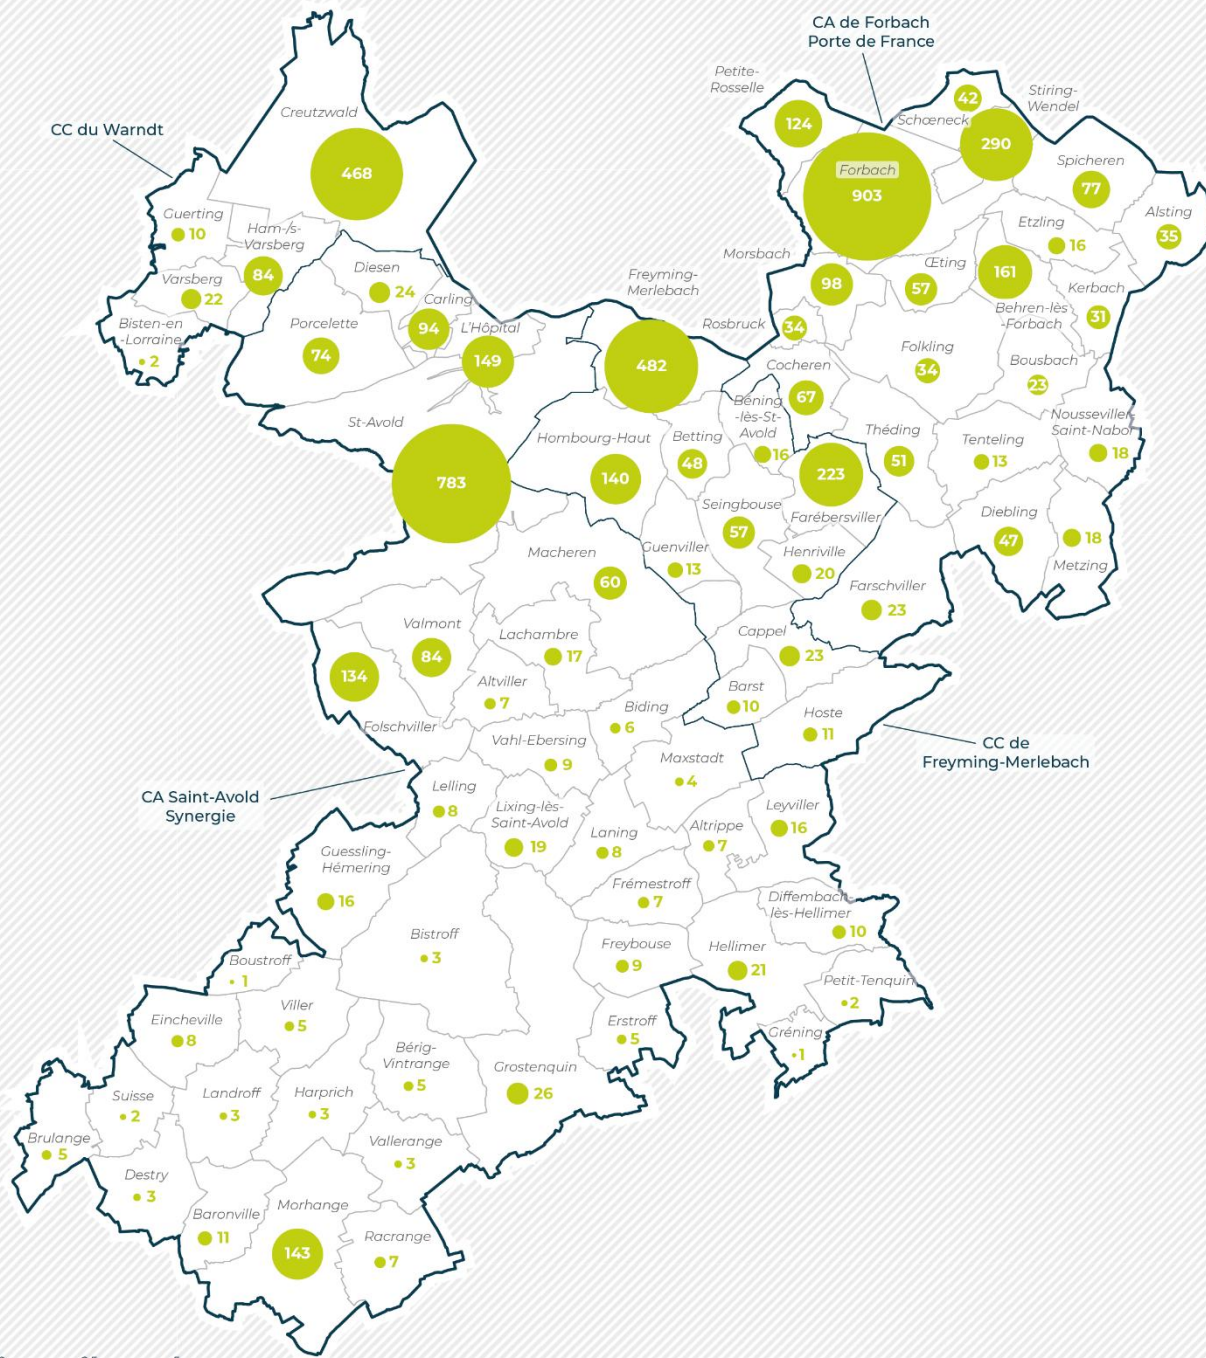 CA de Forbach
Porte de France
Petite-
Rosselle
124
42
Schœneck
Stiring-
Wendel
290
Creutzwald
468
CC du Warndt
Forbach
903
Spicheren
77
Guerting
10
Ham-/s-
Varsberg
84
Alsting
35
Etzling
16
Morsbach
98
Œting
57
161
Behren-lès
-Forbach
Kerbach
31
Varsberg
22
Diesen
24
Carling
94
Freyming-
Merlebach
482
Bisten-en
-Lorraine
2
Porcelette
74
L'Hôpital
149
Rosbruck
34
Folkling
34
Bousbach
23
Cocheren
67
St-Avold
783
Hombourg-Haut
140
Betting
48
Béning
-lès-St-
Avold
16
223
Farébersviller
Théding
51
Tenteling
13
Nousseviller-
Saint-Nabor
18
Seingbouse
57
Diebling
47
18
Metzing
Macheren
60
Guenviller
13
Henriville
20
Farschviller
23
Valmont
84
Lachambre
17
Cappel
23
134
Folschviller
Altviller
7
Barst
10
Biding
6
Hoste
11
Vahl-Ebersing
9
Maxstadt
4
CC de
Freyming-Merlebach
CA Saint-Avold
Synergie
Lelling
8
Lixing-lès-
Saint-Avold
19
Laning
8
Altrippe
7
Leyviller
16
Guessling-
Hémering
16
Frémestroff
7
Diffembach-
lès-Hellimer
10
Bistroff
3
Freybouse
9
Hellimer
21
Boustroff
1
Petit-Tenquin
2
Eincheville
8
Viller
5
Erstroff
5
Gréning
1
Bérig-
Vintrange
5
Grostenquin
26
Suisse
2
Landroff
3
Harprich
3
Brulange
5
Vallerange
3
Destry
3
Baronville
11
Morhange
143
Racrange
7